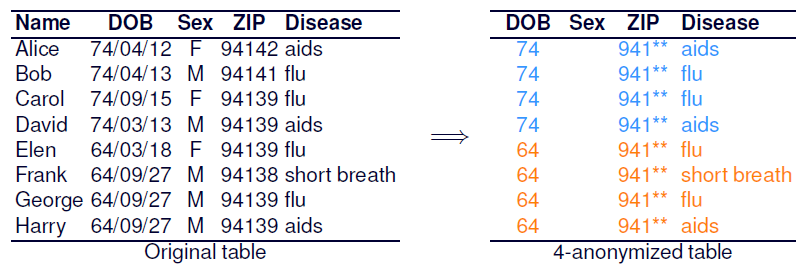 Name DOB Sex ZIP Disease DOB Sex ZIP Disease
Alice 74/04/12 F 94142 aids 74 941** aids
Bob 74/04/13 M 94141 flu 74 941** flu
Carol 74/09/15 F 94139 flu 74 941** flu
David 74/03/13 M 94139 aids ⟹ 74 941** aids
Elen 64/03/18 F 94139 flu 64 941** flu
Frank 64/09/27 M 94138 short breath 64 941** short breath
George 64/09/27 M 94139 flu 64 941** flu
Harry 64/09/27 M 94139 aids 64 941** aids
Original table 4-anonymized table